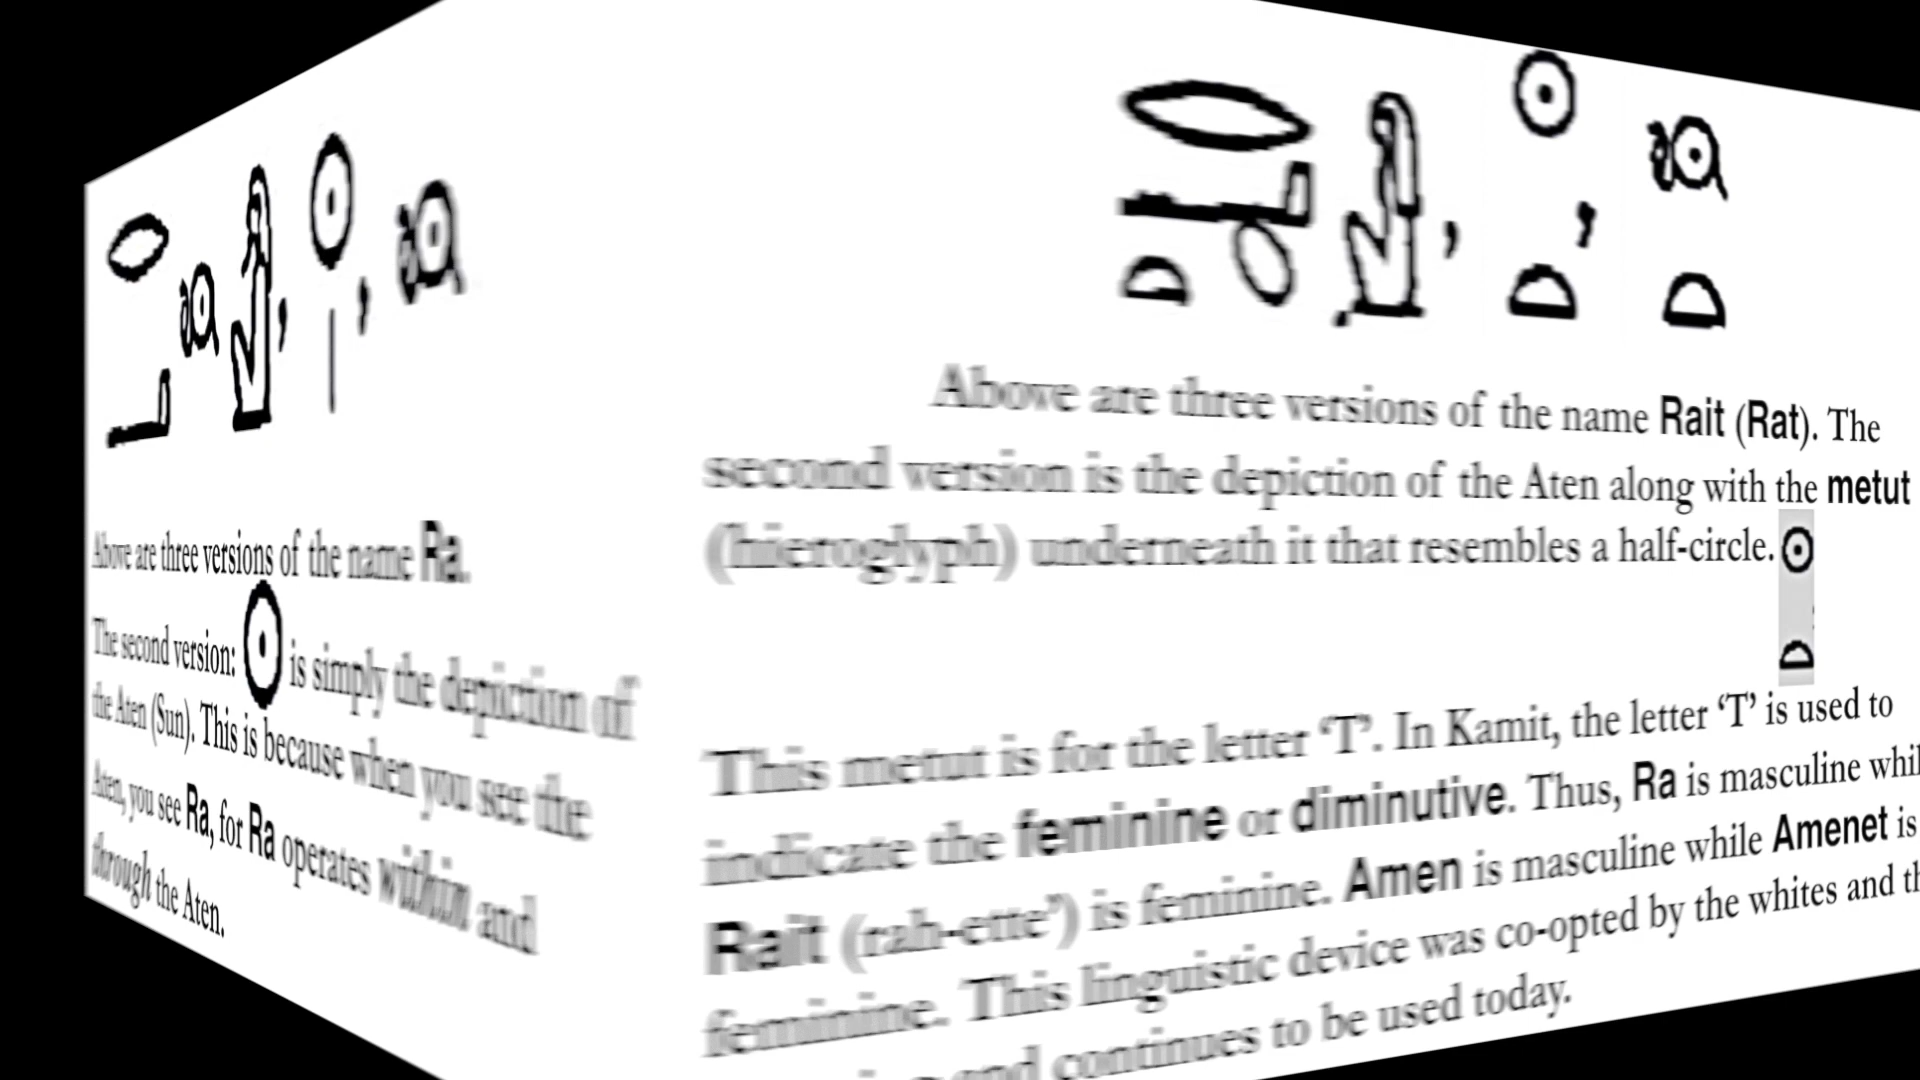 Above are three versions of the name Ra.
The second version: is simply the depiction of
the Aten (Sun). This is because when you see the
Aten, you see Ra, for Ra operates within and
through the Aten.
Above are three versions of the name Rait (Rat). The
second version is the depiction of the Aten along with the metut
(hieroglyph) underneath it that resembles a half-circle.
This metut is for the letter ‘T’. In Kamit, the letter ‘T’ is used to
indicate the feminine or diminutive. Thus, Ra is masculine
Rait (rah-ette’) is feminine. Amen is masculine while Amenet is
feminine. This linguistic device was co-opted by the whites and
and continues to be used today.